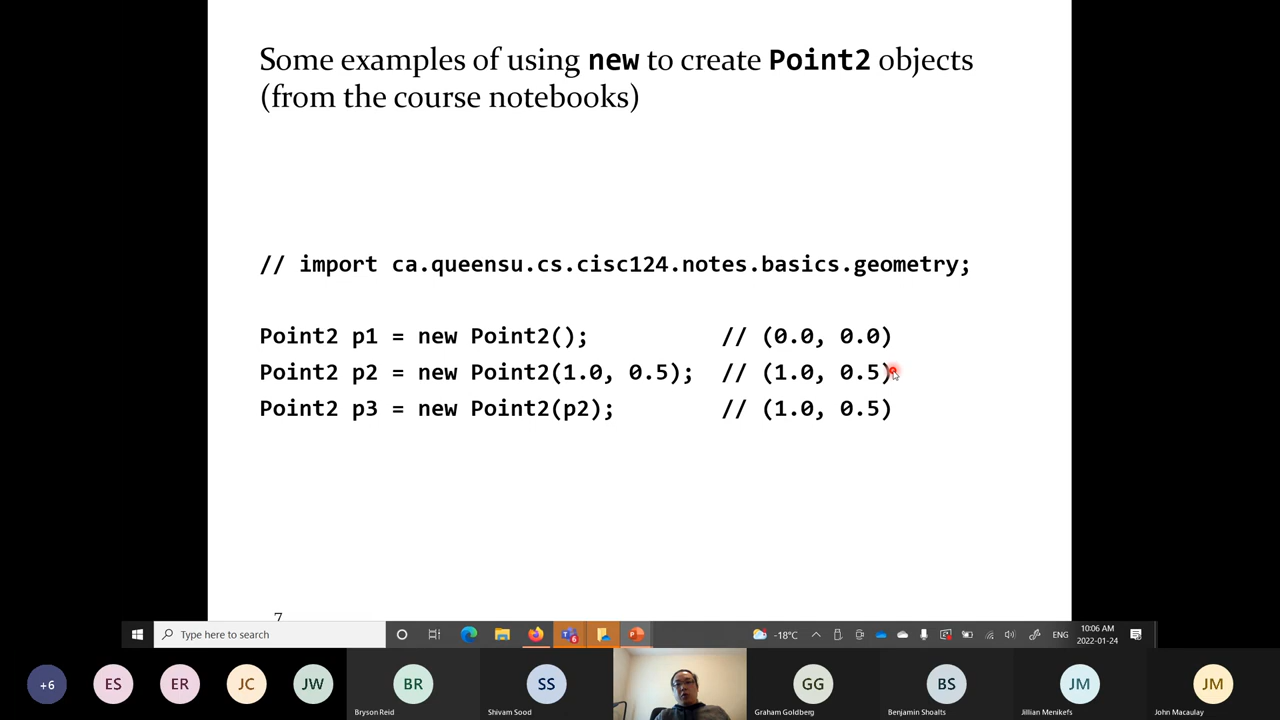 Some examples of using new to create Point2 objects
(from the course notebooks)
// import ca.queensu.cs.cisc124.notes.basics.geometry;
Point2 p1 = new Point2(); // (0.0, 0.0)
Point2 p2 = new Point2(1.0, 0.5); // (1.0, 0.5)
Point2 p3 = new Point2(p2); // (1.0, 0.5)
7
Type here to search
6
-18°C
ENG
10:06 AM
2022-01-24
+6
ES
ER
JC
JW
BR
SS
GG
BS
JM
JM
Bryson Reid
Shivam Sood
Graham Goldberg
Benjamin Shoalts
Jillian Menikefs
John Macaulay